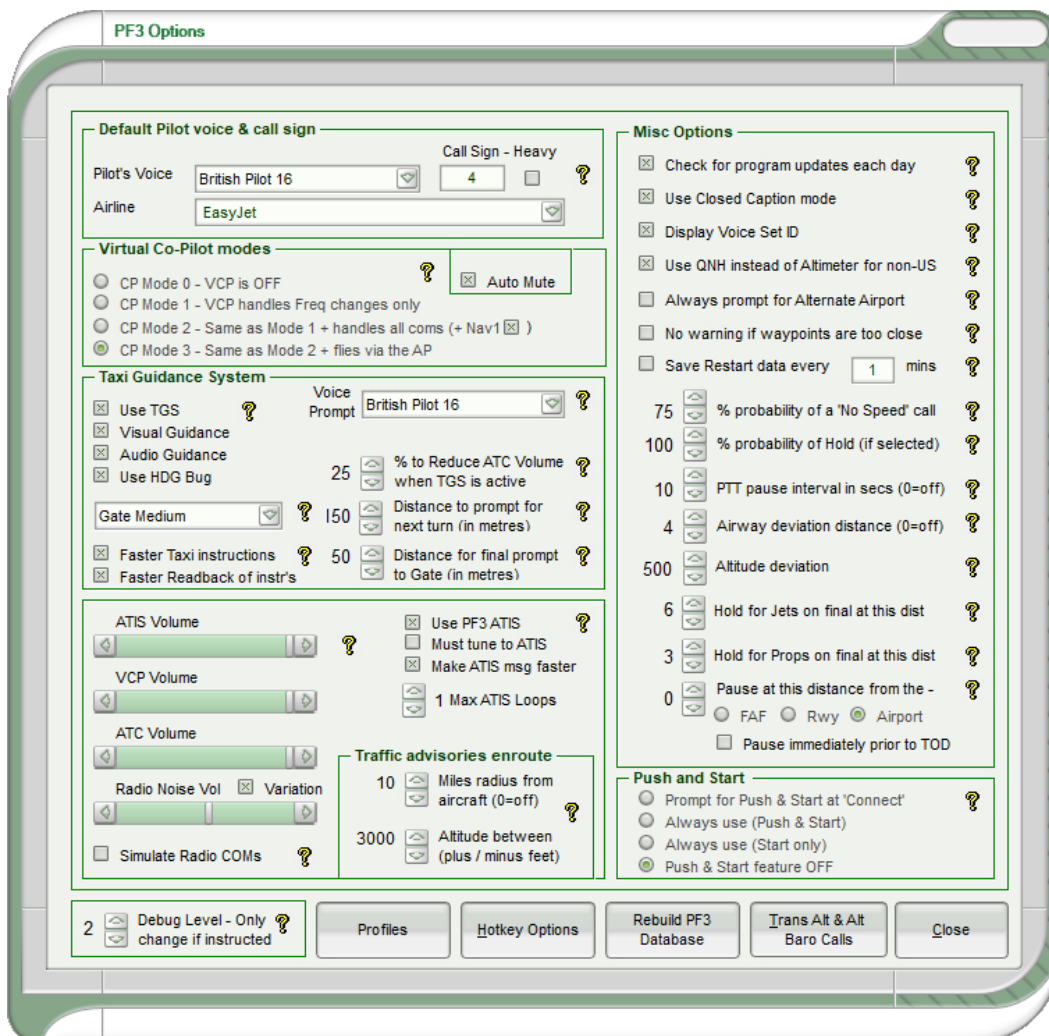 PF3 Options
Default Pilot voice & call sign
Call Sign - Heavy
Pilot's Voice
British Pilot 16
4
Airline
EasyJet
Virtual Co-Pilot modes
CP Mode 0 - VCP is OFF
Auto Mute
CP Mode 1 - VCP handles Freq changes only
CP Mode 2 - Same as Mode 1 + handles all coms (+ Nav1 )
CP Mode 3 - Same as Mode 2 + flies via the AP
Taxi Guidance System
Use TGS
Visual Guidance
Audio Guidance
Use HDG Bug
Voice
Prompt
British Pilot 16
25
% to Reduce ATC Volume
when TGS is active
Gate Medium
150
Distance to prompt for
next turn (in metres)
Faster Taxi instructions
Faster Readback of instr's
50
Distance for final prompt
to Gate (in metres)
ATIS Volume
VCP Volume
ATC Volume
Radio Noise Vol
Variation
Simulate Radio COMs
Use PF3 ATIS
Must tune to ATIS
Make ATIS msg faster
1 Max ATIS Loops
Traffic advisories enroute
10
Miles radius from
aircraft (0=off)
3000
Altitude between
(plus / minus feet)
Misc Options
Check for program updates each day
Use Closed Caption mode
Display Voice Set ID
Use QNH instead of Altimeter for non-US
Always prompt for Alternate Airport
No warning if waypoints are too close
Save Restart data every 1 mins
75 % probability of a 'No Speed' call
100 % probability of Hold (if selected)
10 PTT pause interval in secs (0=off)
4 Airway deviation distance (0=off)
500 Altitude deviation
6 Hold for Jets on final at this dist
3 Hold for Props on final at this dist
0 Pause at this distance from the -
FAF Rwy Airport
Pause immediately prior to TOD
Push and Start
Prompt for Push & Start at 'Connect'
Always use (Push & Start)
Always use (Start only)
Push & Start feature OFF
2
Debug Level - Only
change if instructed
Profiles
Hotkey Options
Rebuild PF3
Database
Trans Alt & Alt
Baro Calls
Close